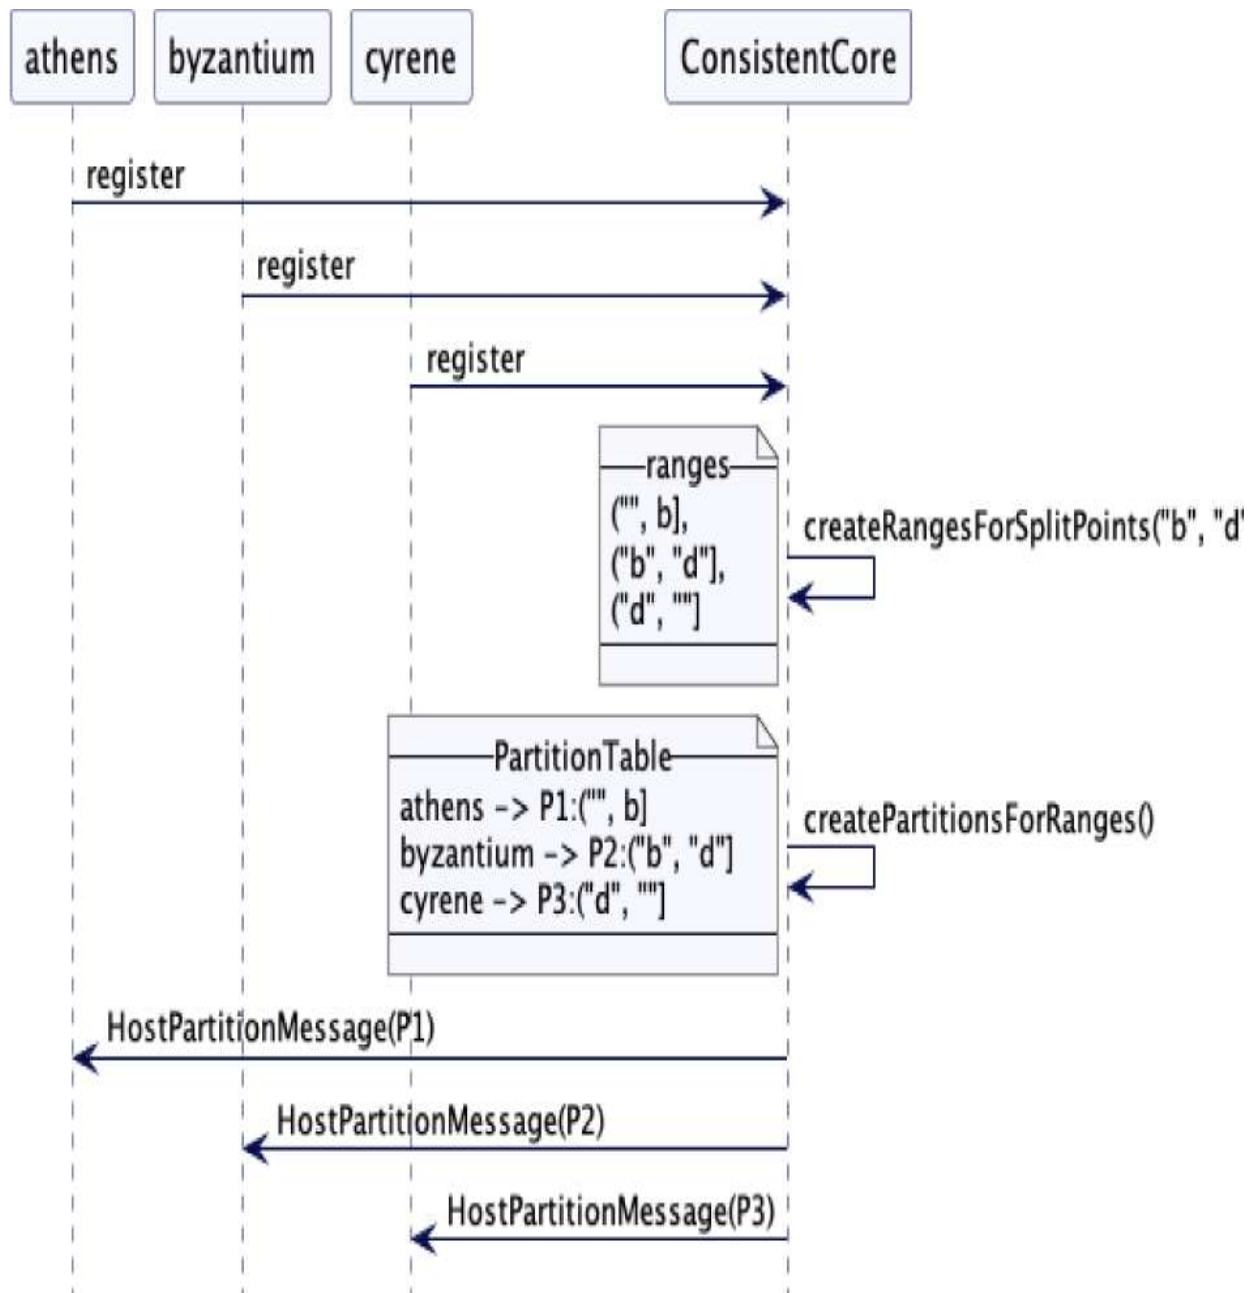 athens byzantium cyrene ConsistentCore
register
register
register
ranges
("", b],
("b", "d"],
("d", ""]
createRangesForSplitPoints("b", "d"
PartitionTable
athens -> P1:("", b]
byzantium -> P2:("b", "d"]
cyrene -> P3:("d", ""]
createPartitionsForRanges()
HostPartitionMessage(P1)
HostPartitionMessage(P2)
HostPartitionMessage(P3)